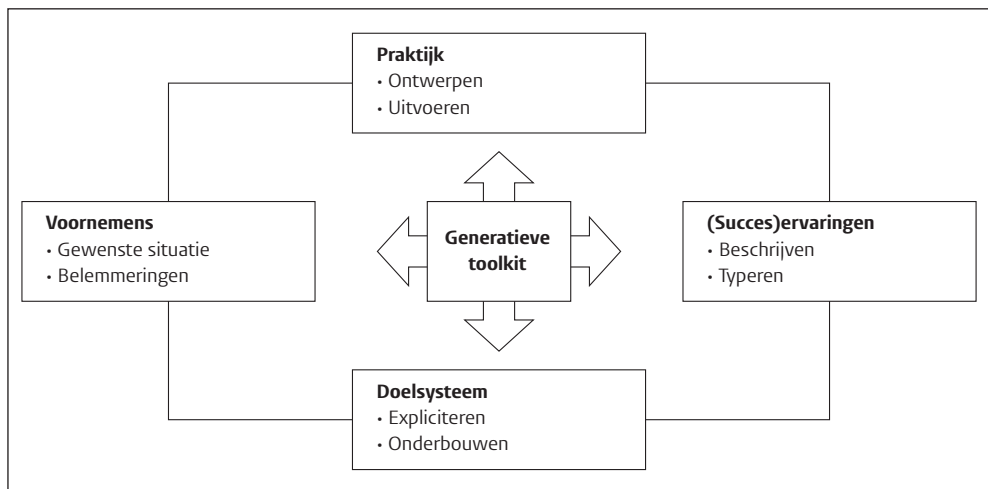 Praktijk
• Ontwerpen
• Uitvoeren
Voornemens
• Gewenste situatie
• Belemmeringen
Generatieve
toolkit
(Succes)ervaringen
• Beschrijven
• Typeren
Doelsysteem
• Expliciteren
• Onderbouwen